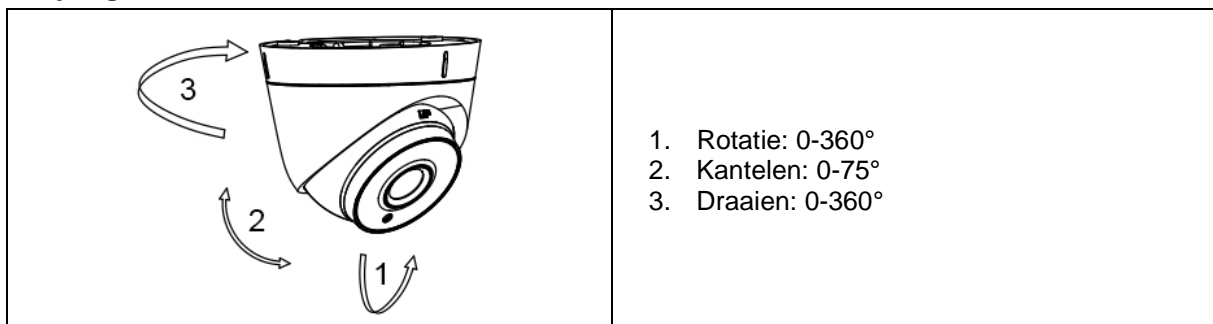 3
2
1
1. Rotatie: 0-360°
2. Kantelen: 0-75°
3. Draaien: 0-360°